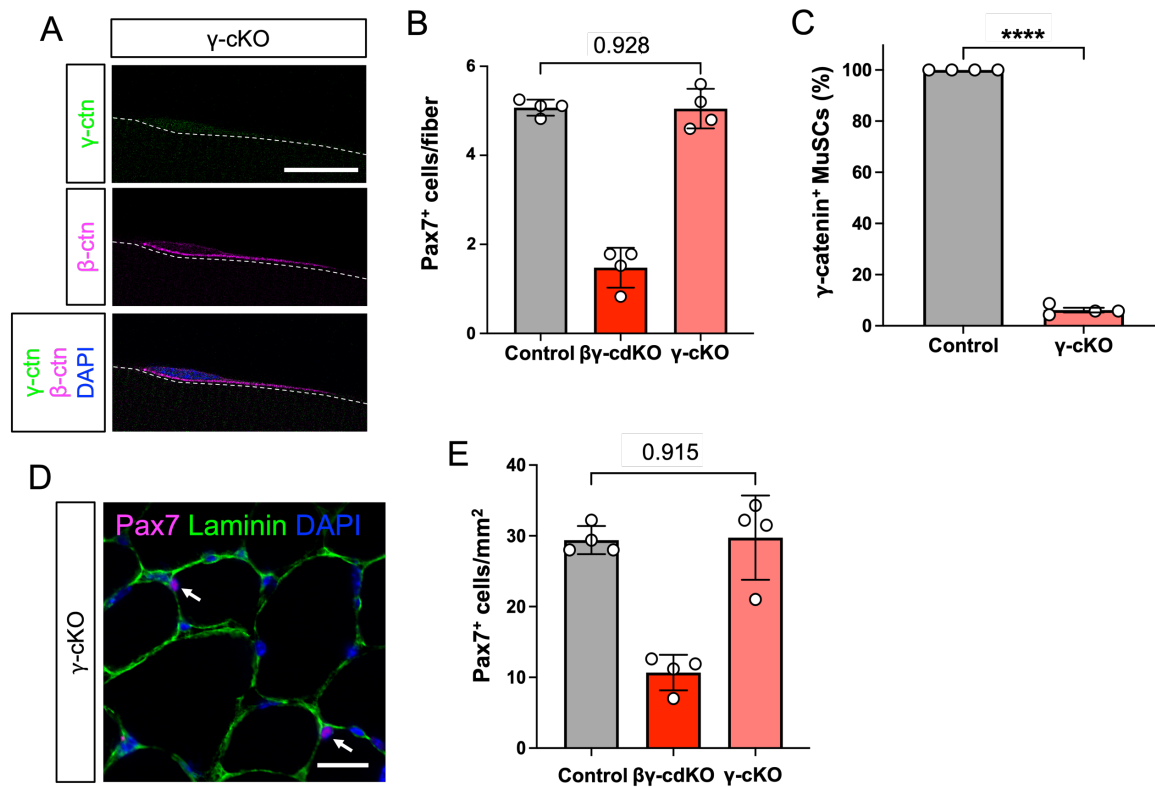 A
γ-cKO
γ-ctn
β-ctn
γ-ctn
β-ctn
DAPI
B
0.928
Pax7⁺ cells/fiber
6
4
2
0
Control βγ-cdKO γ-cKO
C
****
γ-catenin⁺ MuSCs (%)
100
80
60
40
20
0
Control γ-cKO
D
γ-cKO
Pax7 Laminin DAPI
E
0.915
Pax7⁺ cells/mm²
40
30
20
10
0
Control βγ-cdKO γ-cKO